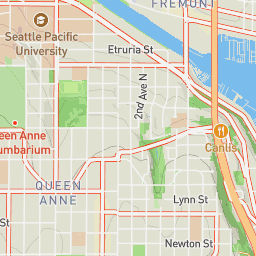 FREMONT
Seattle Pacific
University
Etruria St
2nd Ave N
een Anne
umbarium
Canlis
QUEEN
ANNE
Lynn St
Newton St